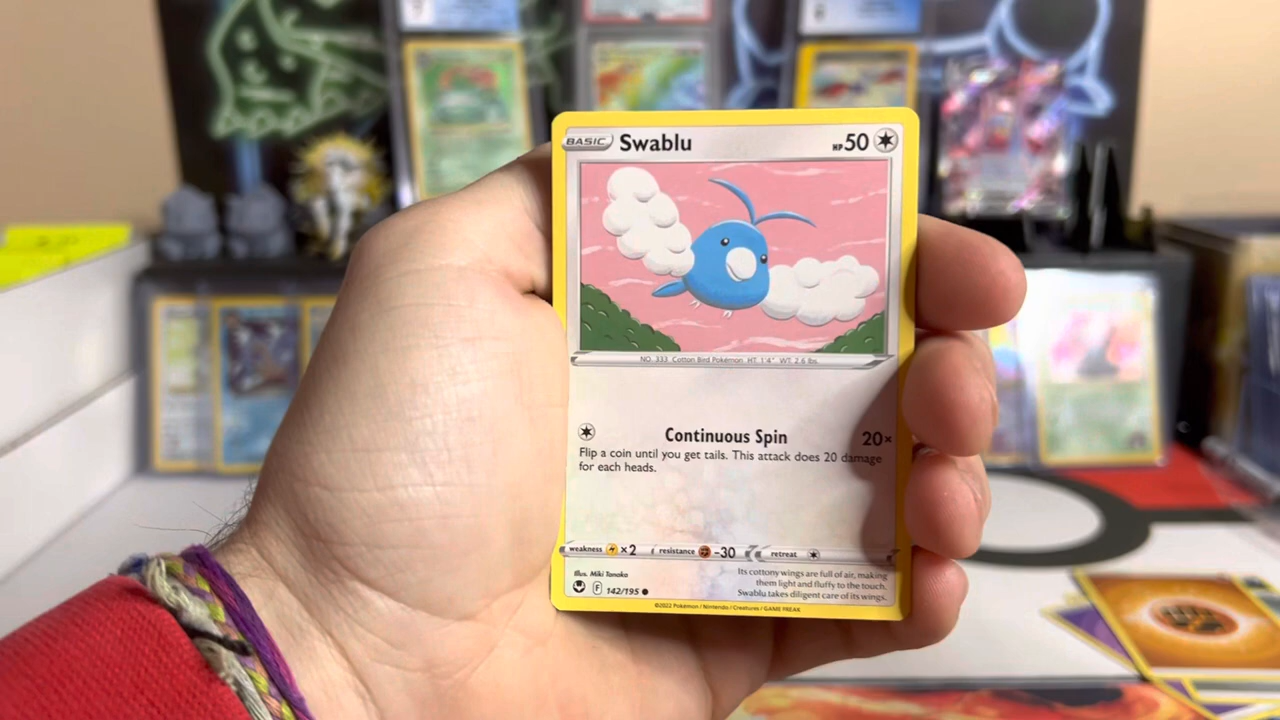 BASIC Swablu HP 50
NO. 333 Cotton Bird Pokémon HT. 1'4" WT. 2.6 lbs.
Continuous Spin 20×
Flip a coin until you get tails. This attack does 20 damage
for each heads.
weakness ×2 resistance -30 retreat
Illus. Miki Tanaka
F 142/195
Its cottony wings are full of air, making
them light and fluffy to the touch.
Swablu takes diligent care of its wings.
©2022 Pokémon / Nintendo / Creatures / GAME FREAK